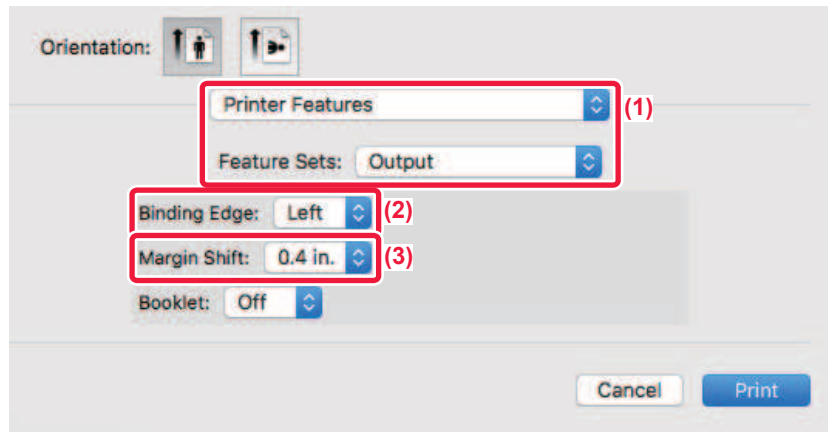 Orientation:
Printer Features (1)
Feature Sets: Output
Binding Edge: Left (2)
Margin Shift: 0.4 in. (3)
Booklet: Off
Cancel Print